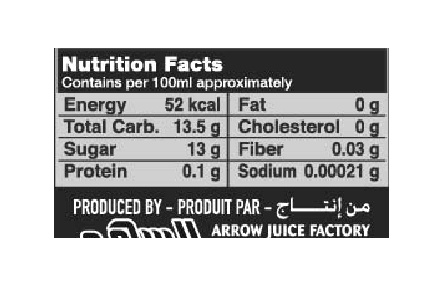 Nutrition Facts
Contains per 100ml approximately
Energy 52 kcal Fat 0 g
Total Carb. 13.5 g Cholesterol 0 g
Sugar 13 g Fiber 0.03 g
Protein 0.1 g Sodium 0.00021 g
PRODUCED BY - PRODUIT PAR - من إنتاج
ARROW JUICE FACTORY